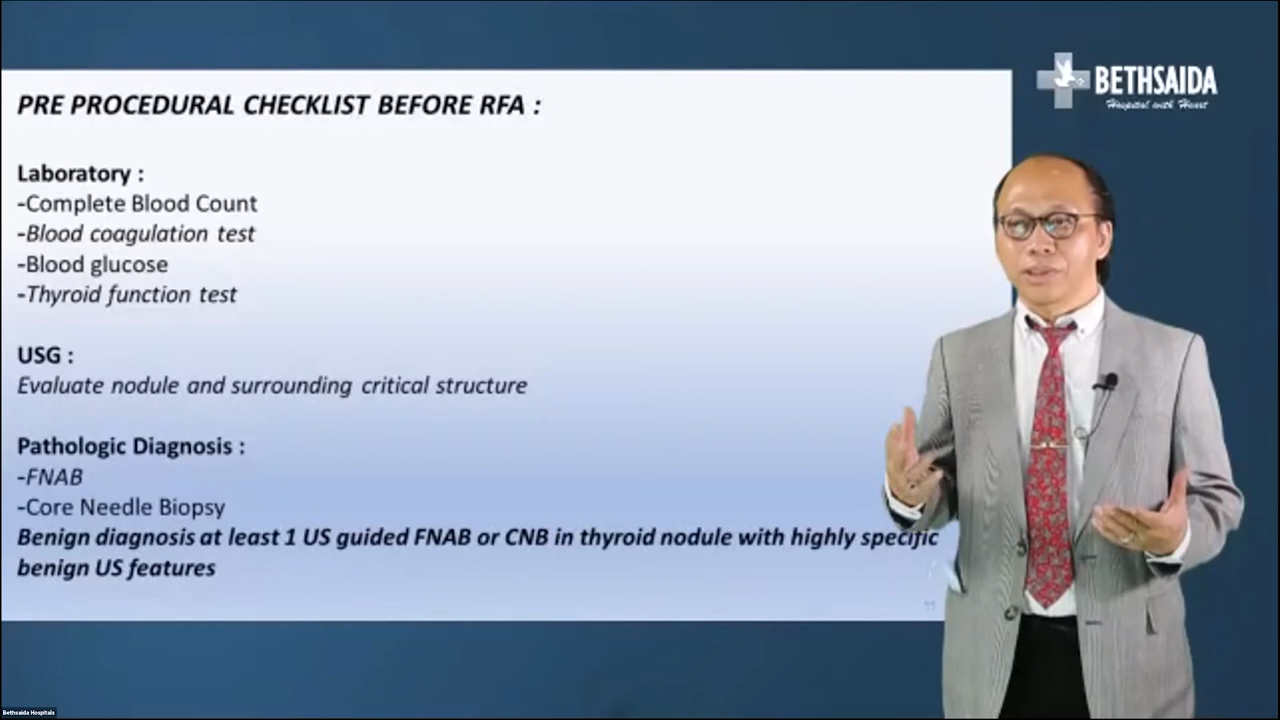 PRE PROCEDURAL CHECKLIST BEFORE RFA :
BETHSAIDA
Hospital with Heart
Laboratory :
-Complete Blood Count
-Blood coagulation test
-Blood glucose
-Thyroid function test
USG :
Evaluate nodule and surrounding critical structure
Pathologic Diagnosis :
-FNAB
-Core Needle Biopsy
Benign diagnosis at least 1 US guided FNAB or CNB in thyroid nodule with highly specific
benign US features
Bethsaida Hospitals